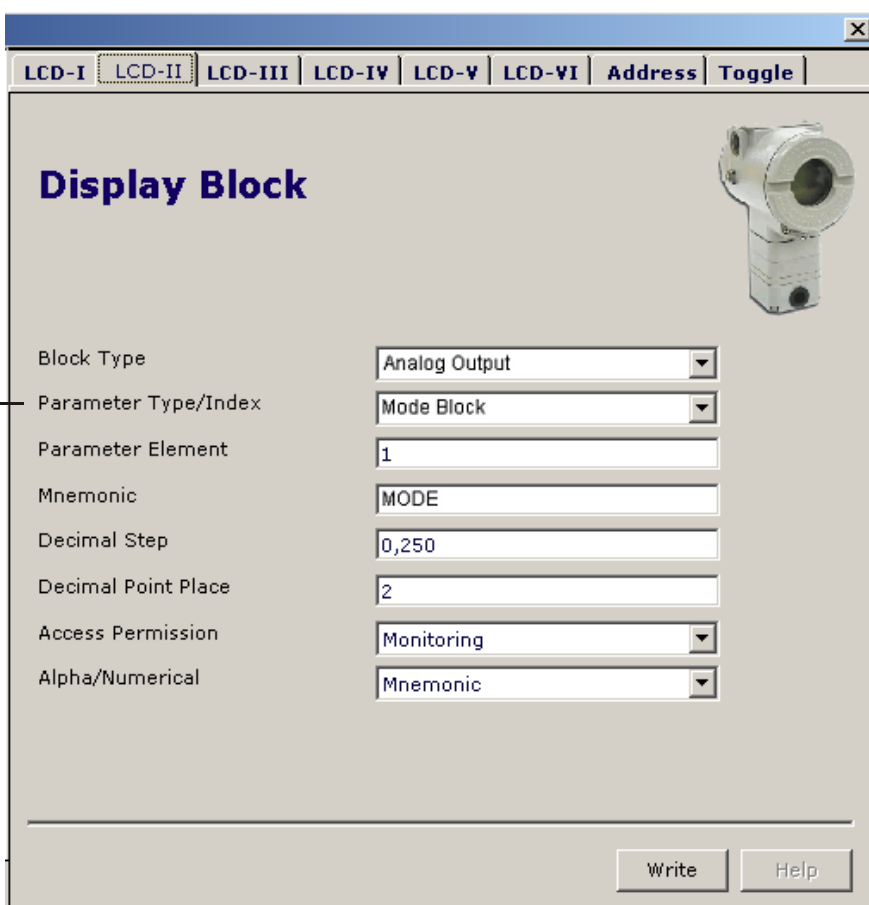 LCD-I LCD-II LCD-III LCD-IV LCD-V LCD-VI Address Toggle
Display Block
Block Type Analog Output
Parameter Type/Index Mode Block
Parameter Element 1
Mnemonic MODE
Decimal Step 0,250
Decimal Point Place 2
Access Permission Monitoring
Alpha/Numerical Mnemonic
Write Help